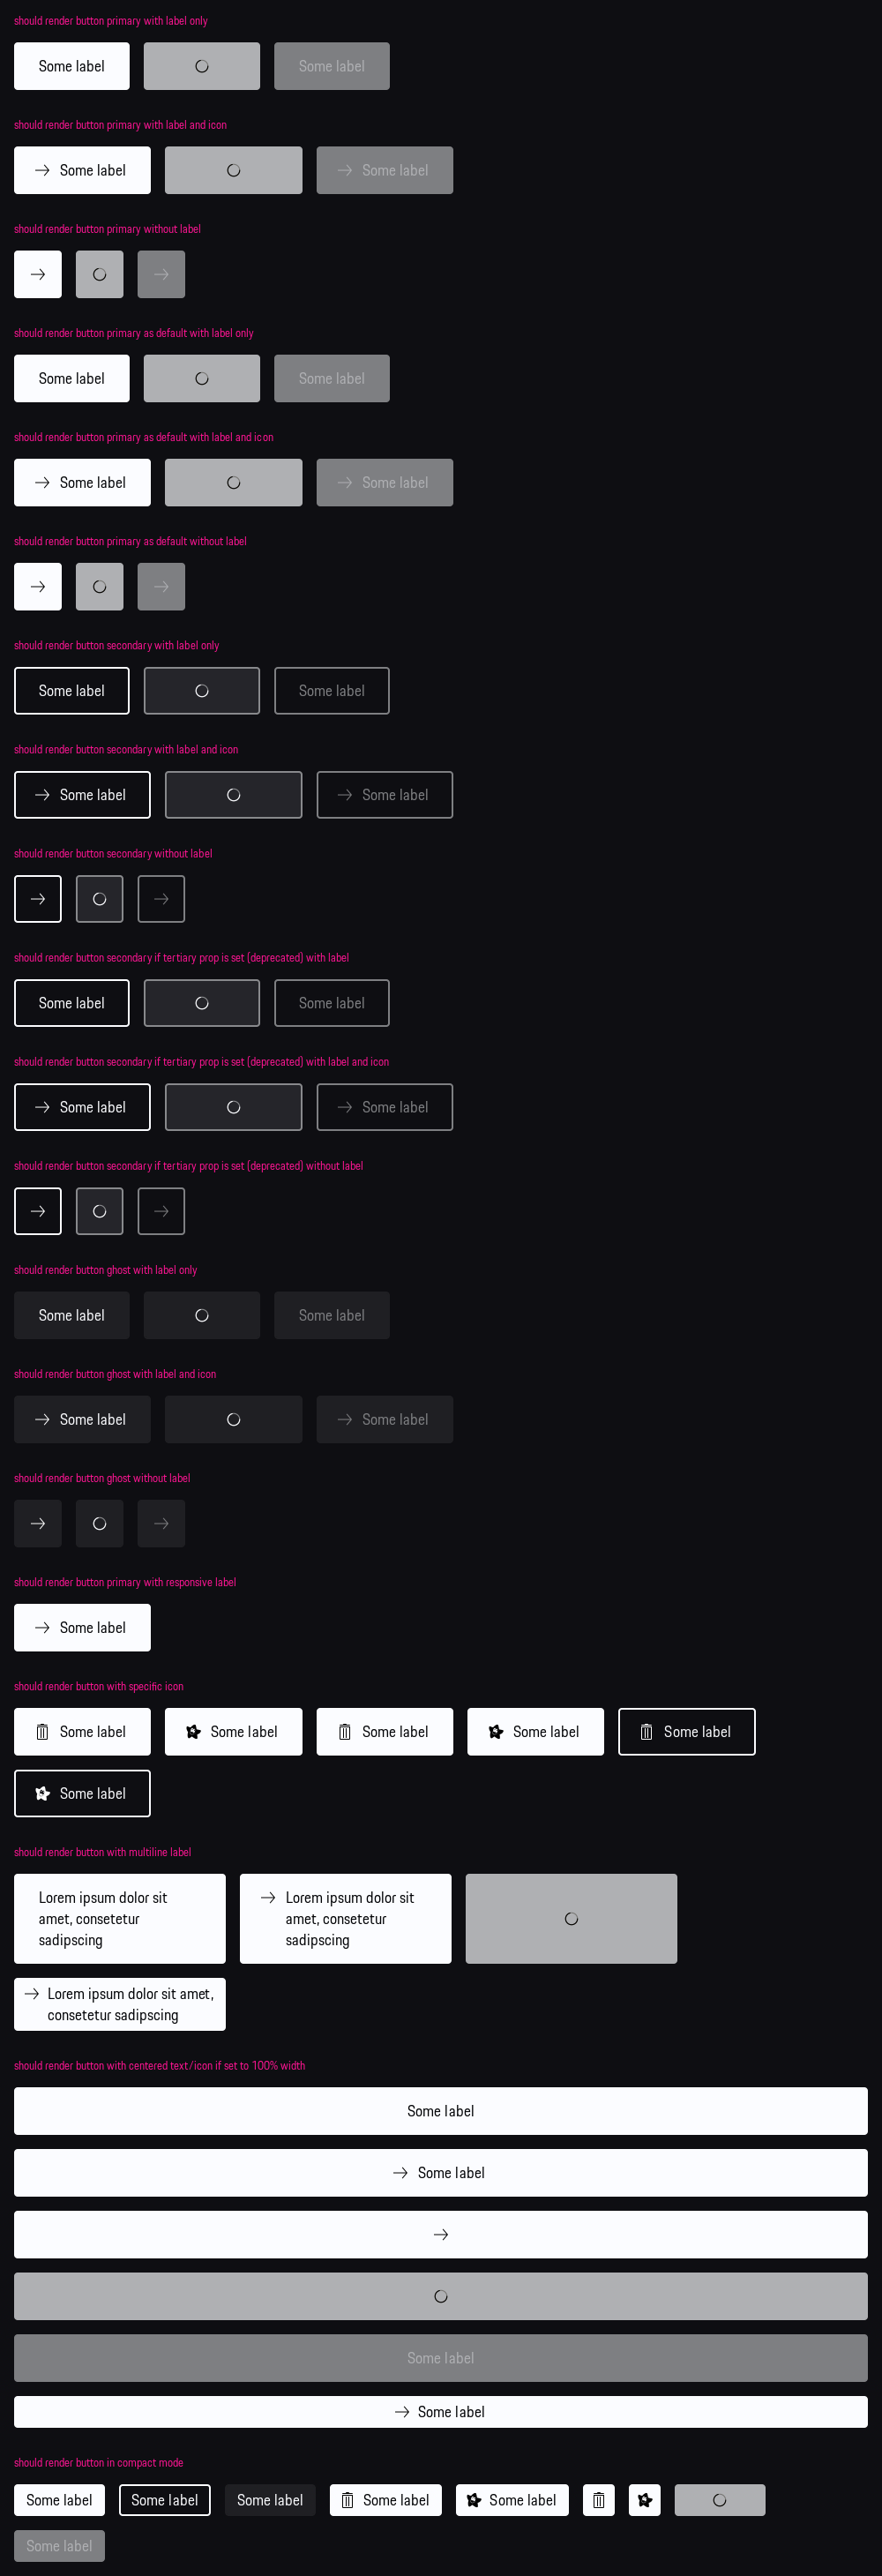 should render button primary with label only
Some label Some label
should render button primary with label and icon
Some label Some label
should render button primary without label
should render button primary as default with label only
Some label Some label
should render button primary as default with label and icon
Some label Some label
should render button primary as default without label
should render button secondary with label only
Some label Some label
should render button secondary with label and icon
Some label Some label
should render button secondary without label
should render button secondary if tertiary prop is set (deprecated) with label
Some label Some label
should render button secondary if tertiary prop is set (deprecated) with label and icon
Some label Some label
should render button secondary if tertiary prop is set (deprecated) without label
should render button ghost with label only
Some label Some label
should render button ghost with label and icon
Some label Some label
should render button ghost without label
should render button primary with responsive label
Some label
should render button with specific icon
Some label Some label Some label Some label Some label
Some label
should render button with multiline label
Lorem ipsum dolor sit
amet, consetetur
sadipscing
Lorem ipsum dolor sit
amet, consetetur
sadipscing
Lorem ipsum dolor sit amet,
consetetur sadipscing
should render button with centered text/icon if set to 100% width
Some label
Some label
Some label
Some label
should render button in compact mode
Some label Some label Some label Some label Some label
Some label